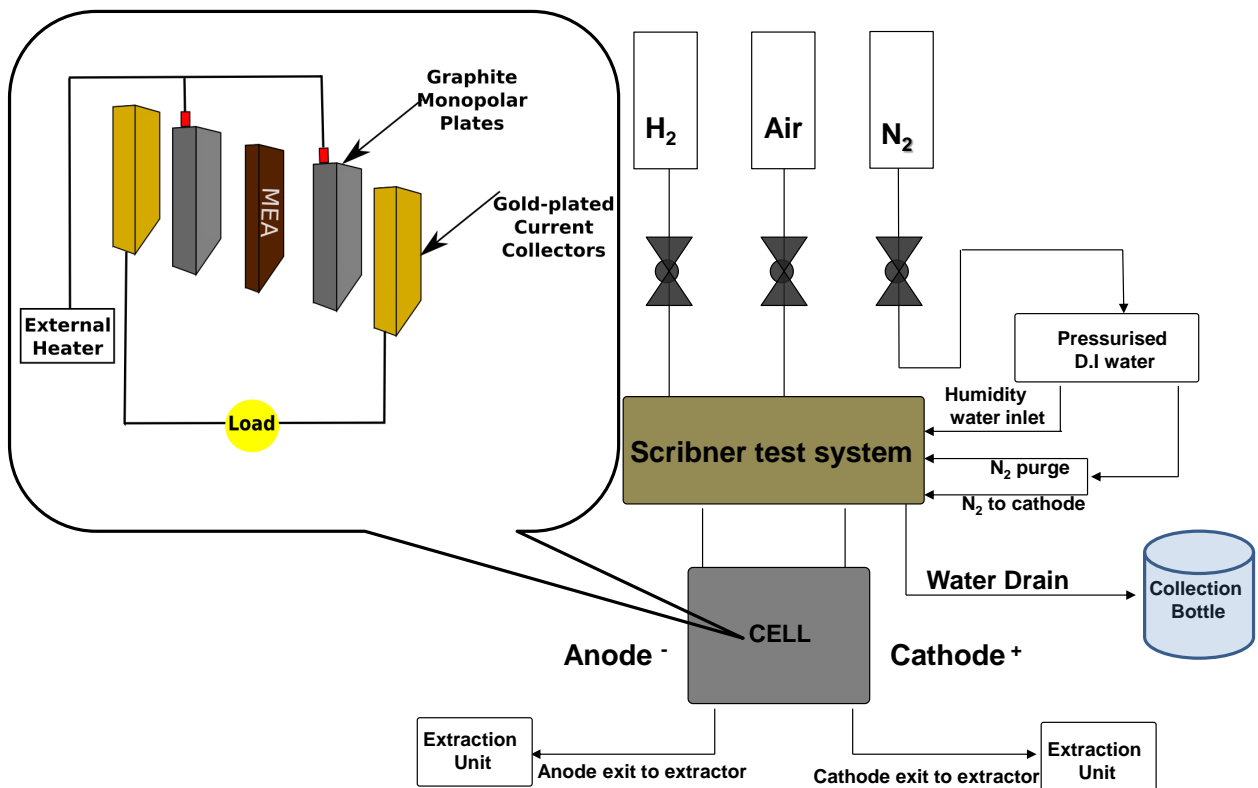 Graphite
Monopolar
Plates
MEA
Gold-plated
Current
Collectors
External
Heater
Load
H₂
Air
N₂
Pressurised
D.I water
Humidity
water inlet
Scribner test system
N₂ purge
N₂ to cathode
Water Drain
Collection
Bottle
CELL
Anode -
Cathode +
Extraction
Unit
Anode exit to extractor
Cathode exit to extractor
Extraction
Unit